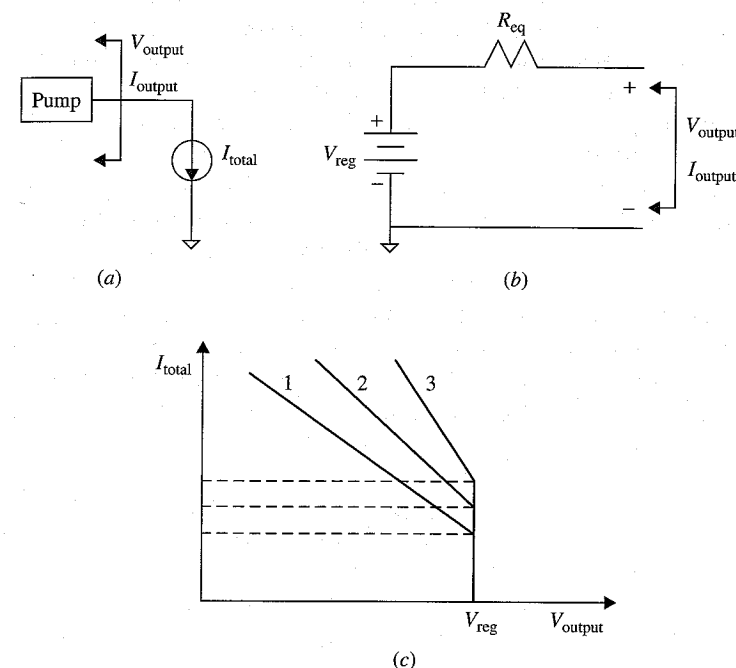 V_output
I_output
Pump
I_total
(a)
R_eq
+
+
V_reg
V_output
I_output
−
−
(b)
I_total
1
2
3
V_reg
V_output
(c)